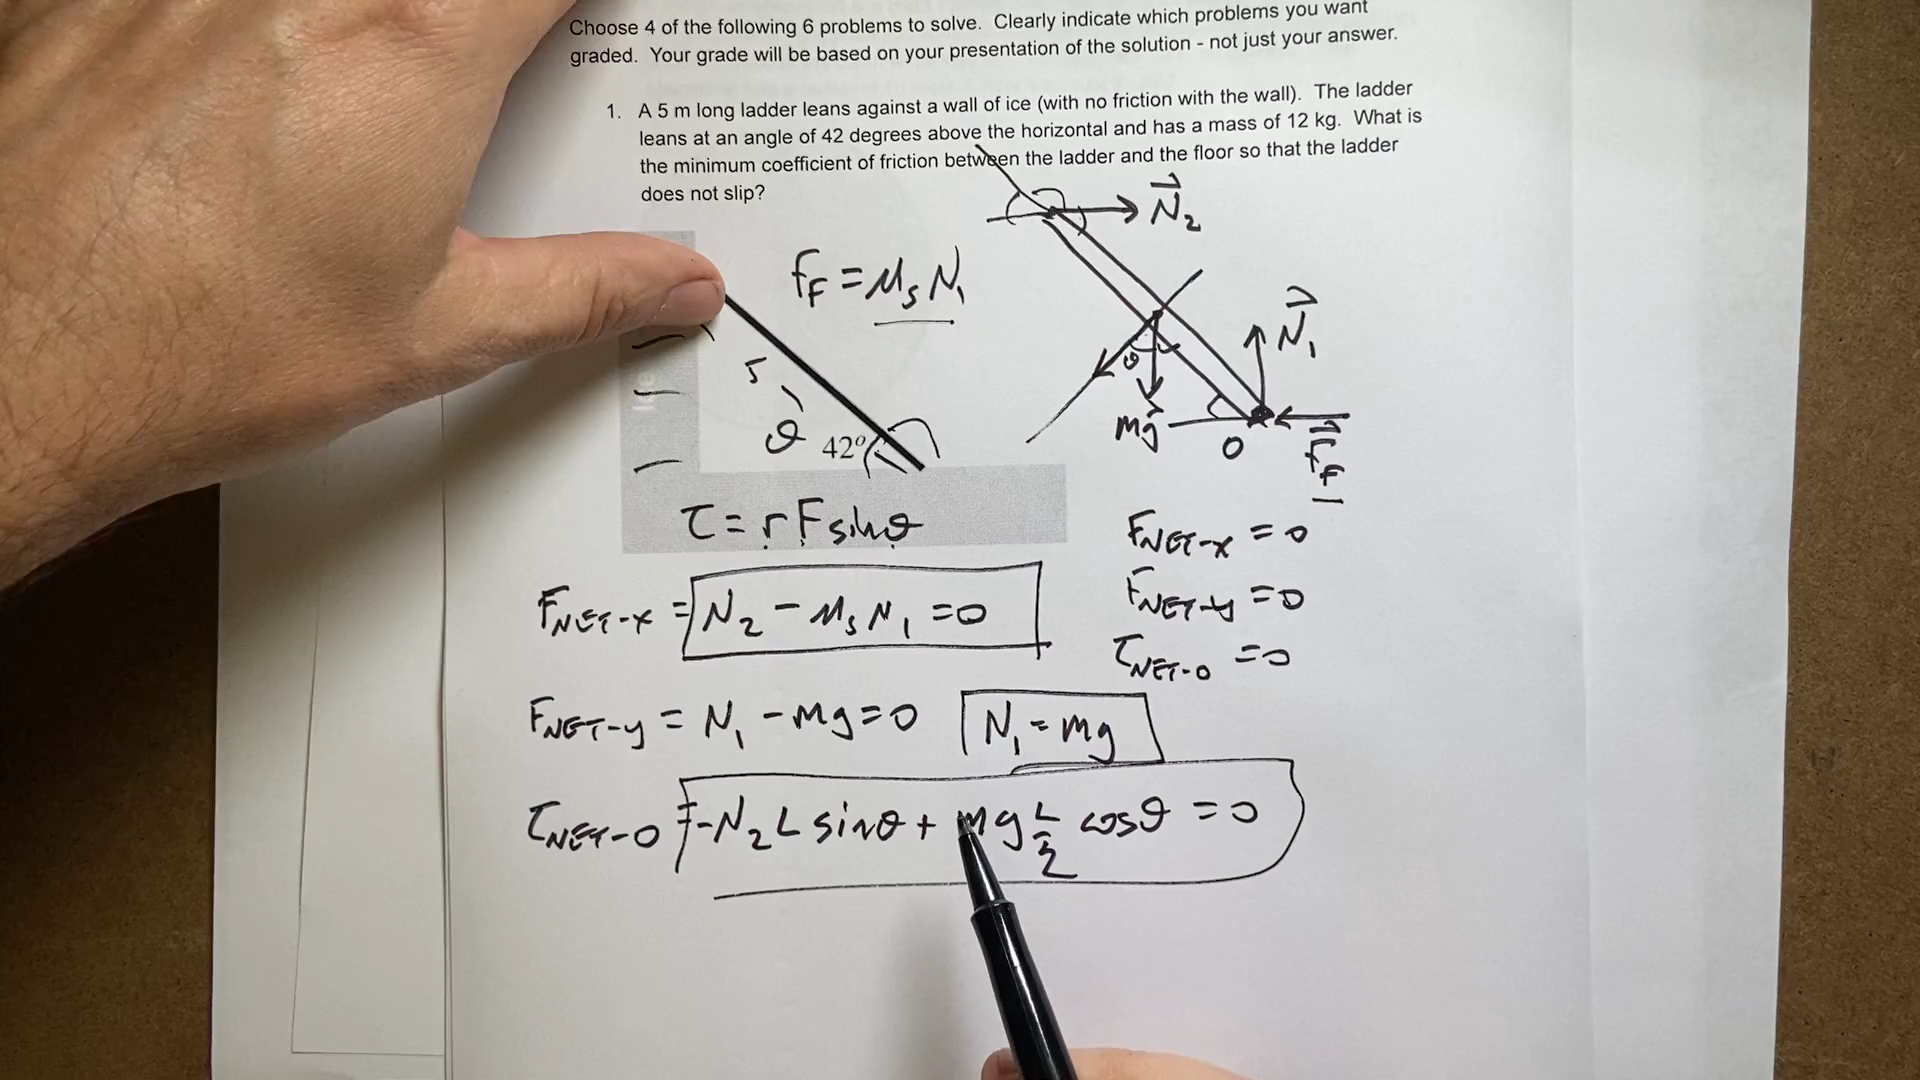 Choose 4 of the following 6 problems to solve. Clearly indicate which problems you want
graded. Your grade will be based on your presentation of the solution - not just your answer.
1. A 5 m long ladder leans against a wall of ice (with no friction with the wall). The ladder
leans at an angle of 42 degrees above the horizontal and has a mass of 12 kg. What is
the minimum coefficient of friction between the ladder and the floor so that the ladder
does not slip?
N⃗₂
f_F = μ_s N₁
N⃗₁
5
θ
θ 42°
mg⃗
O
F⃗_F
τ = r F sinθ
F_NET-x = 0
F_NET-y = 0
τ_NET-O = 0
F_NET-x = N₂ - μ_s N₁ = 0
F_NET-y = N₁ - mg = 0 N₁ = mg
τ_NET-O = -N₂ L sinθ + mg L/2 cosθ = 0